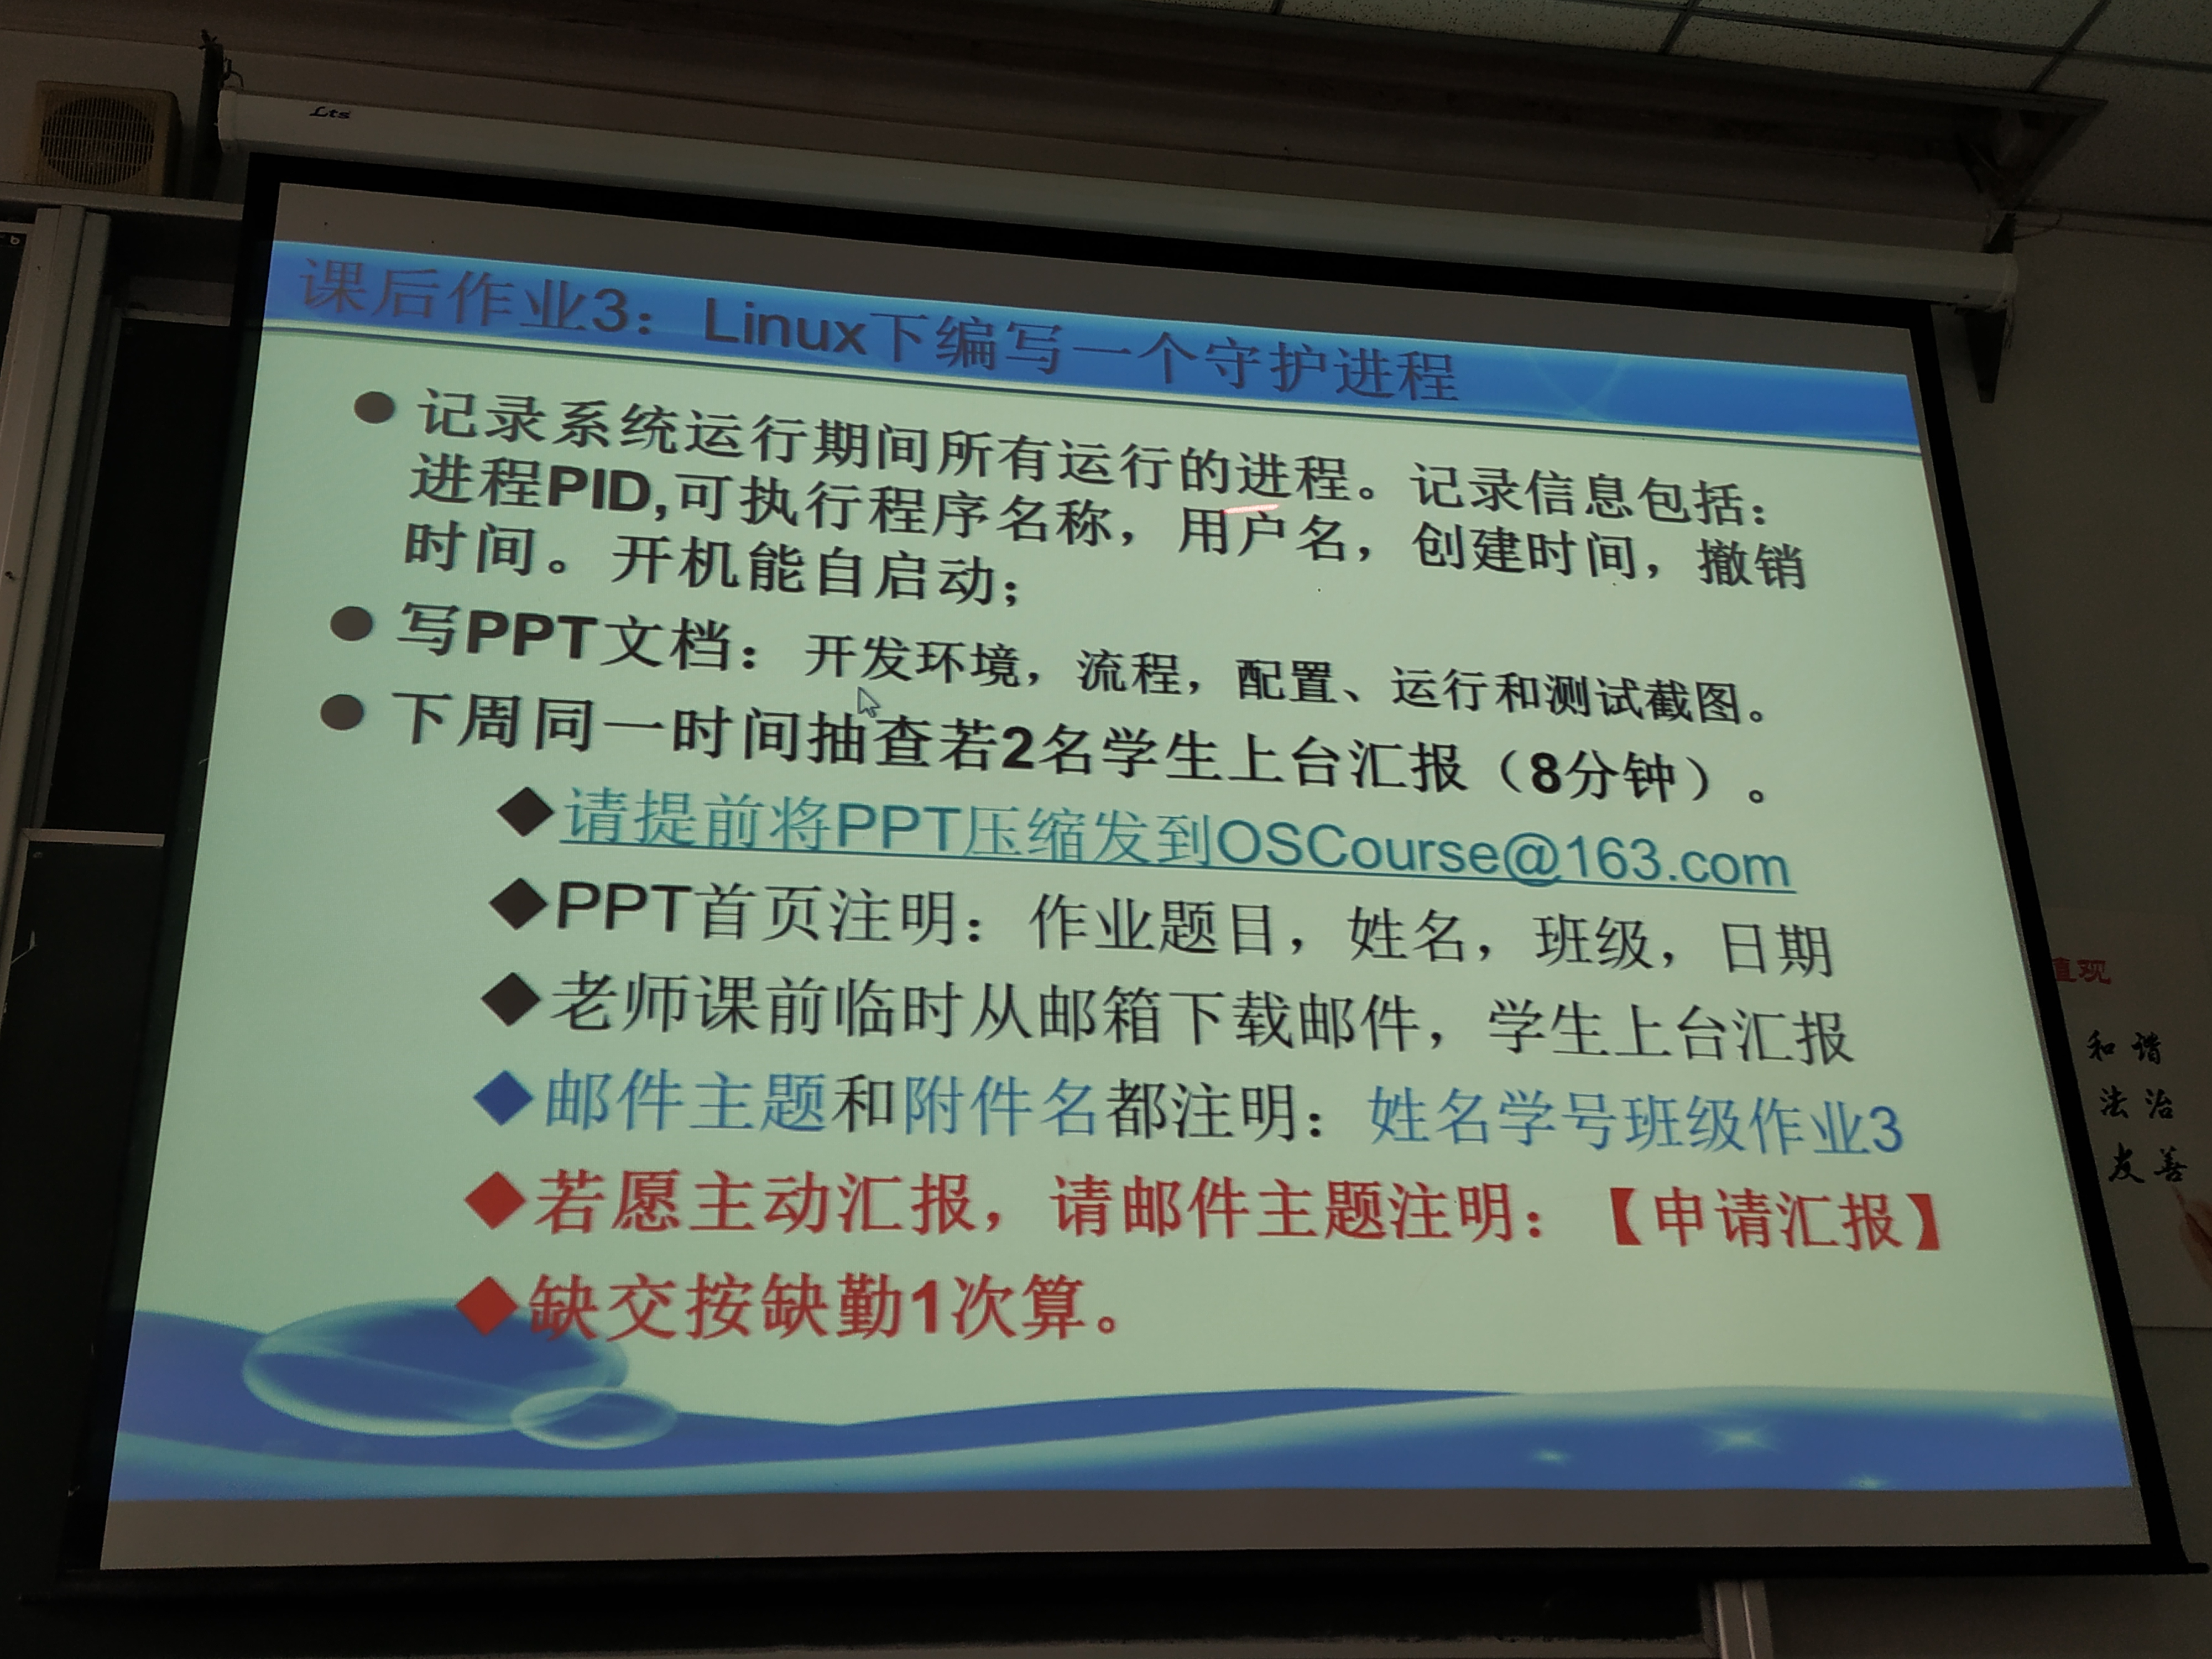 Lts
课后作业3：Linux下编写一个守护进程
记录系统运行期间所有运行的进程。记录信息包括：
进程PID,可执行程序名称，用户名，创建时间，撤销
时间。开机能自启动；
写PPT文档：开发环境，流程，配置、运行和测试截图。
下周同一时间抽查若2名学生上台汇报（8分钟）。
请提前将PPT压缩发到OSCourse@163.com
PPT首页注明：作业题目，姓名，班级，日期
老师课前临时从邮箱下载邮件，学生上台汇报
邮件主题和附件名都注明：姓名学号班级作业3
若愿主动汇报，请邮件主题注明：【申请汇报】
缺交按缺勤1次算。
值观
和谐
法治
友善